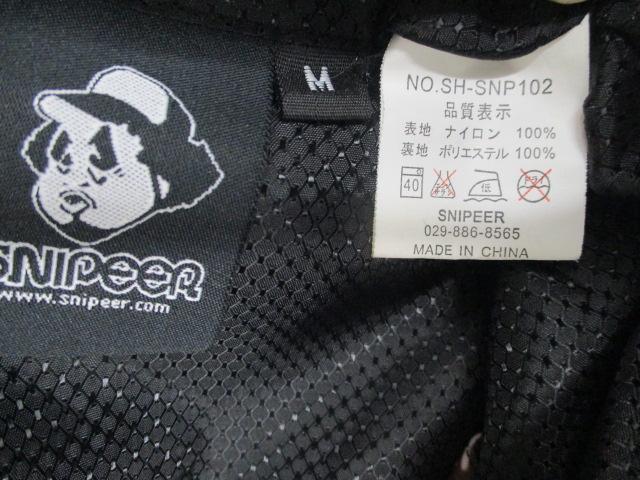 SNIPEER
www.snipeer.com
M
NO.SH-SNP102
品質表示
表地 ナイロン 100%
裏地 ポリエステル 100%
40
低
SNIPEER
029-886-8565
MADE IN CHINA